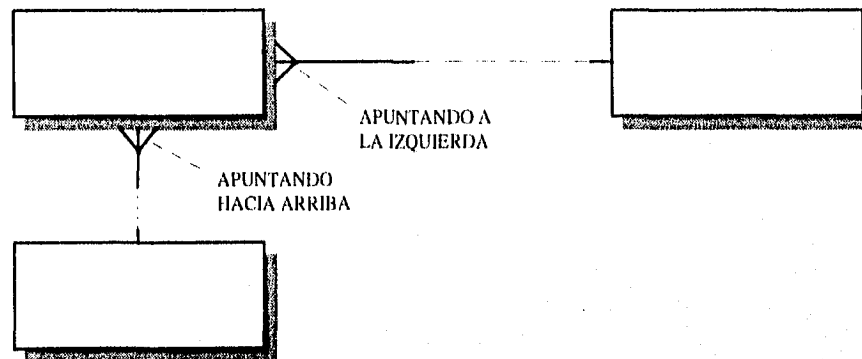 APUNTANDO A
LA IZQUIERDA
APUNTANDO
HACIA ARRIBA